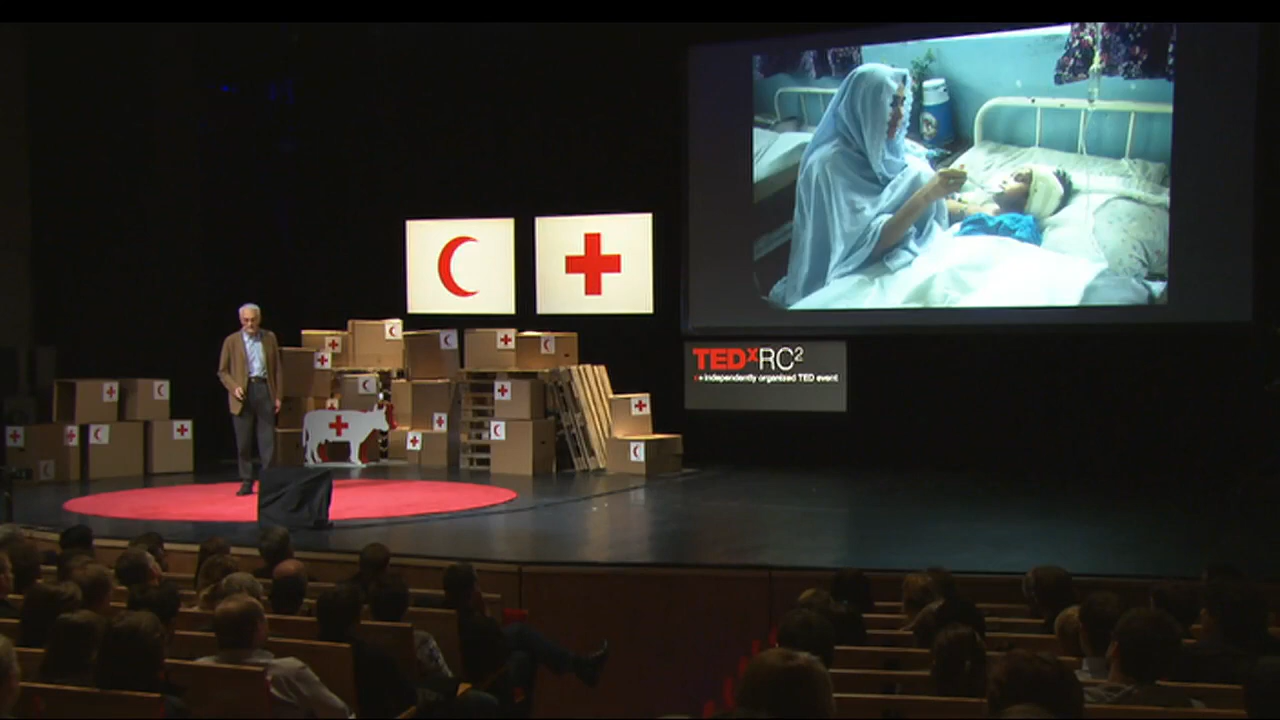 TEDxRC2
x = independently organized TED event